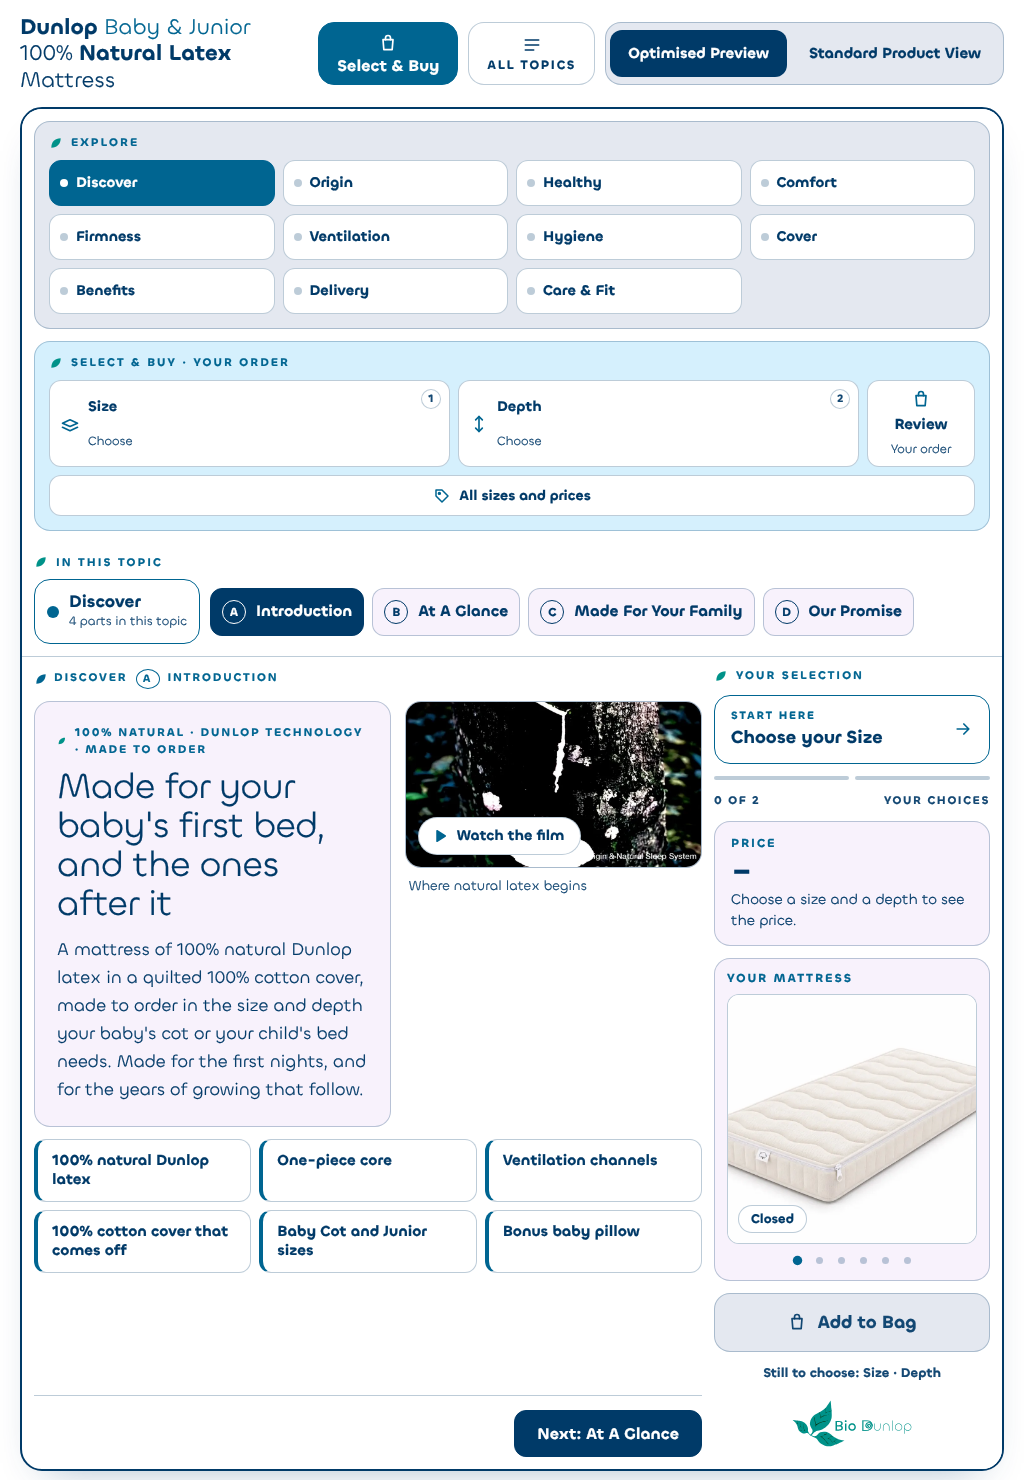 Dunlop Baby & Junior
100% Natural Latex
Mattress
Select & Buy
ALL TOPICS
Optimised Preview
Standard Product View
EXPLORE
Discover
Origin
Healthy
Comfort
Firmness
Ventilation
Hygiene
Cover
Benefits
Delivery
Care & Fit
SELECT & BUY · YOUR ORDER
Size
1
Choose
Depth
2
Choose
Review
Your order
All sizes and prices
IN THIS TOPIC
Discover
4 parts in this topic
A Introduction
B At A Glance
C Made For Your Family
D Our Promise
DISCOVER A INTRODUCTION
100% NATURAL · DUNLOP TECHNOLOGY
· MADE TO ORDER
Made for your
baby's first bed,
and the ones
after it
A mattress of 100% natural Dunlop
latex in a quilted 100% cotton cover,
made to order in the size and depth
your baby's cot or your child's bed
needs. Made for the first nights, and
for the years of growing that follow.
Watch the film
& Natural Sleep System
Where natural latex begins
100% natural Dunlop
latex
One-piece core
Ventilation channels
100% cotton cover that
comes off
Baby Cot and Junior
sizes
Bonus baby pillow
Next: At A Glance
YOUR SELECTION
START HERE
Choose your Size
0 OF 2
YOUR CHOICES
PRICE
–
Choose a size and a depth to see
the price.
YOUR MATTRESS
Closed
Add to Bag
Still to choose: Size · Depth
Bio Dunlop